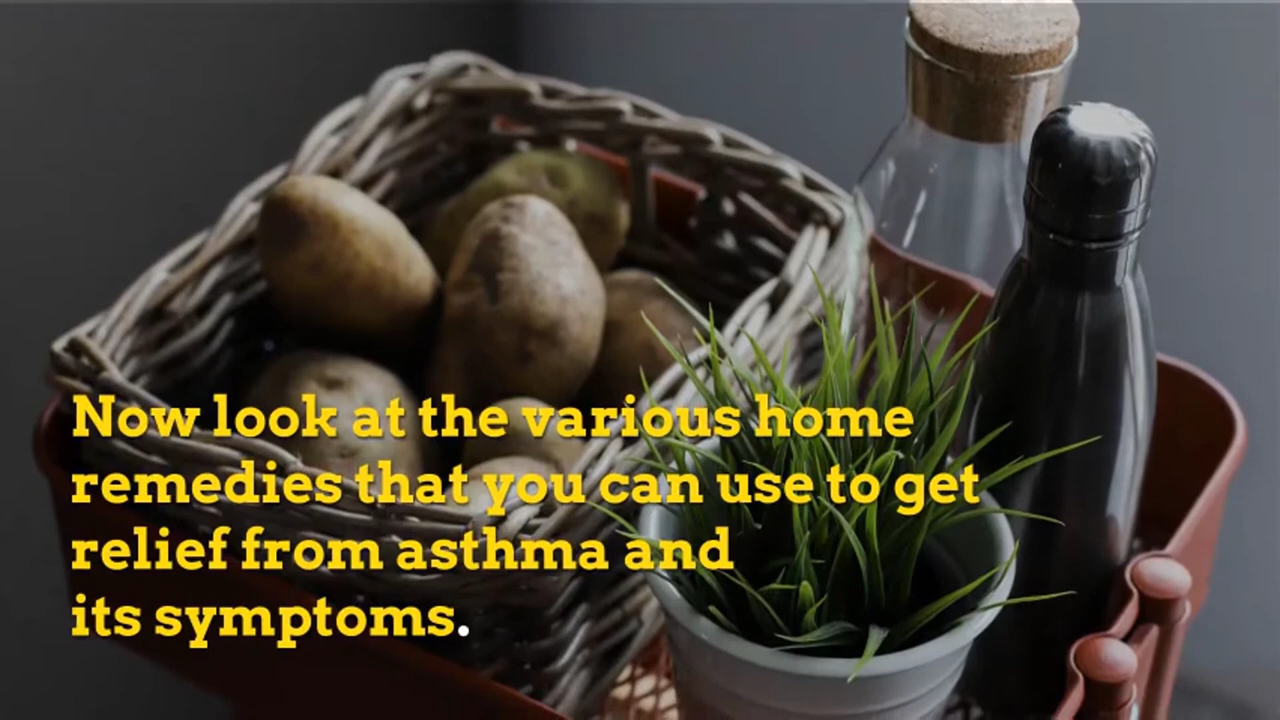 Now look at the various home
remedies that you can use to get
relief from asthma and
its symptoms.